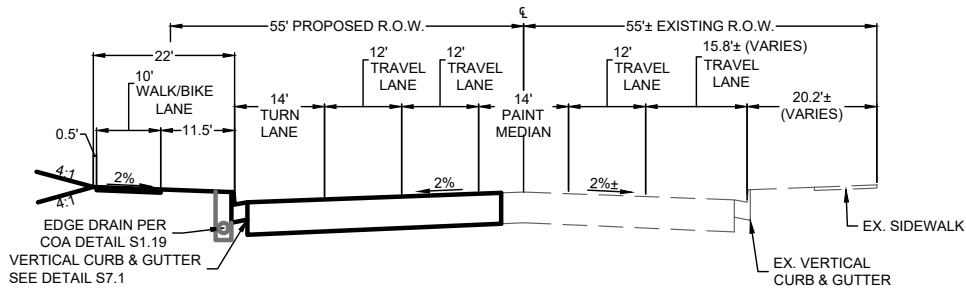 ℄
55' PROPOSED R.O.W.
55'± EXISTING R.O.W.
22'
10'
WALK/BIKE
LANE
11.5'
0.5'
14'
TURN
LANE
12'
TRAVEL
LANE
12'
TRAVEL
LANE
14'
PAINT
MEDIAN
12'
TRAVEL
LANE
15.8'± (VARIES)
TRAVEL
LANE
20.2'±
(VARIES)
4:1
4:1
2%
2%
2%±
EDGE DRAIN PER
COA DETAIL S1.19
VERTICAL CURB & GUTTER
SEE DETAIL S7.1
EX. SIDEWALK
EX. VERTICAL
CURB & GUTTER